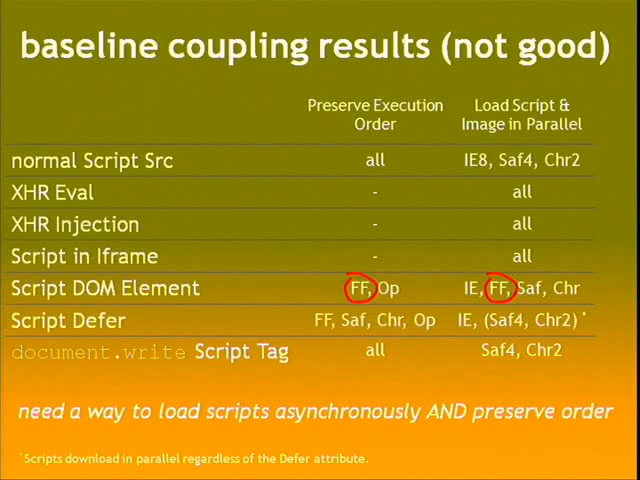 baseline coupling results (not good)
Preserve Execution Order
Load Script & Image in Parallel
normal Script Src all IE8, Saf4, Chr2
XHR Eval - all
XHR Injection - all
Script in Iframe - all
Script DOM Element FF, Op IE, FF, Saf, Chr
Script Defer FF, Saf, Chr, Op IE, (Saf4, Chr2)*
document.write Script Tag all Saf4, Chr2
need a way to load scripts asynchronously AND preserve order
*Scripts download in parallel regardless of the Defer attribute.